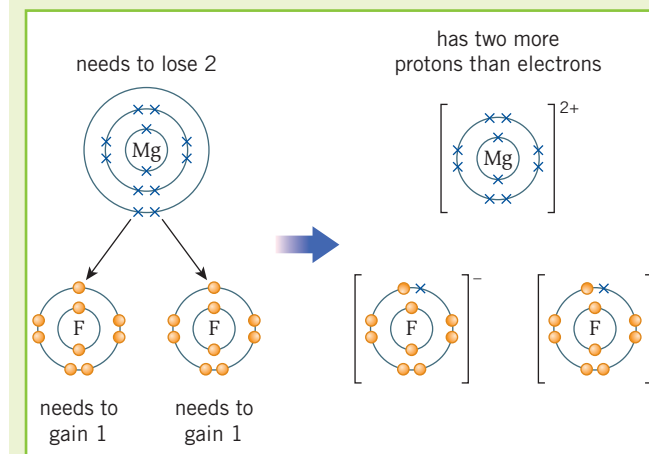 needs to lose 2
has two more
protons than electrons
Mg
Mg
2+
F
F
F
–
F
needs to
gain 1
needs to
gain 1